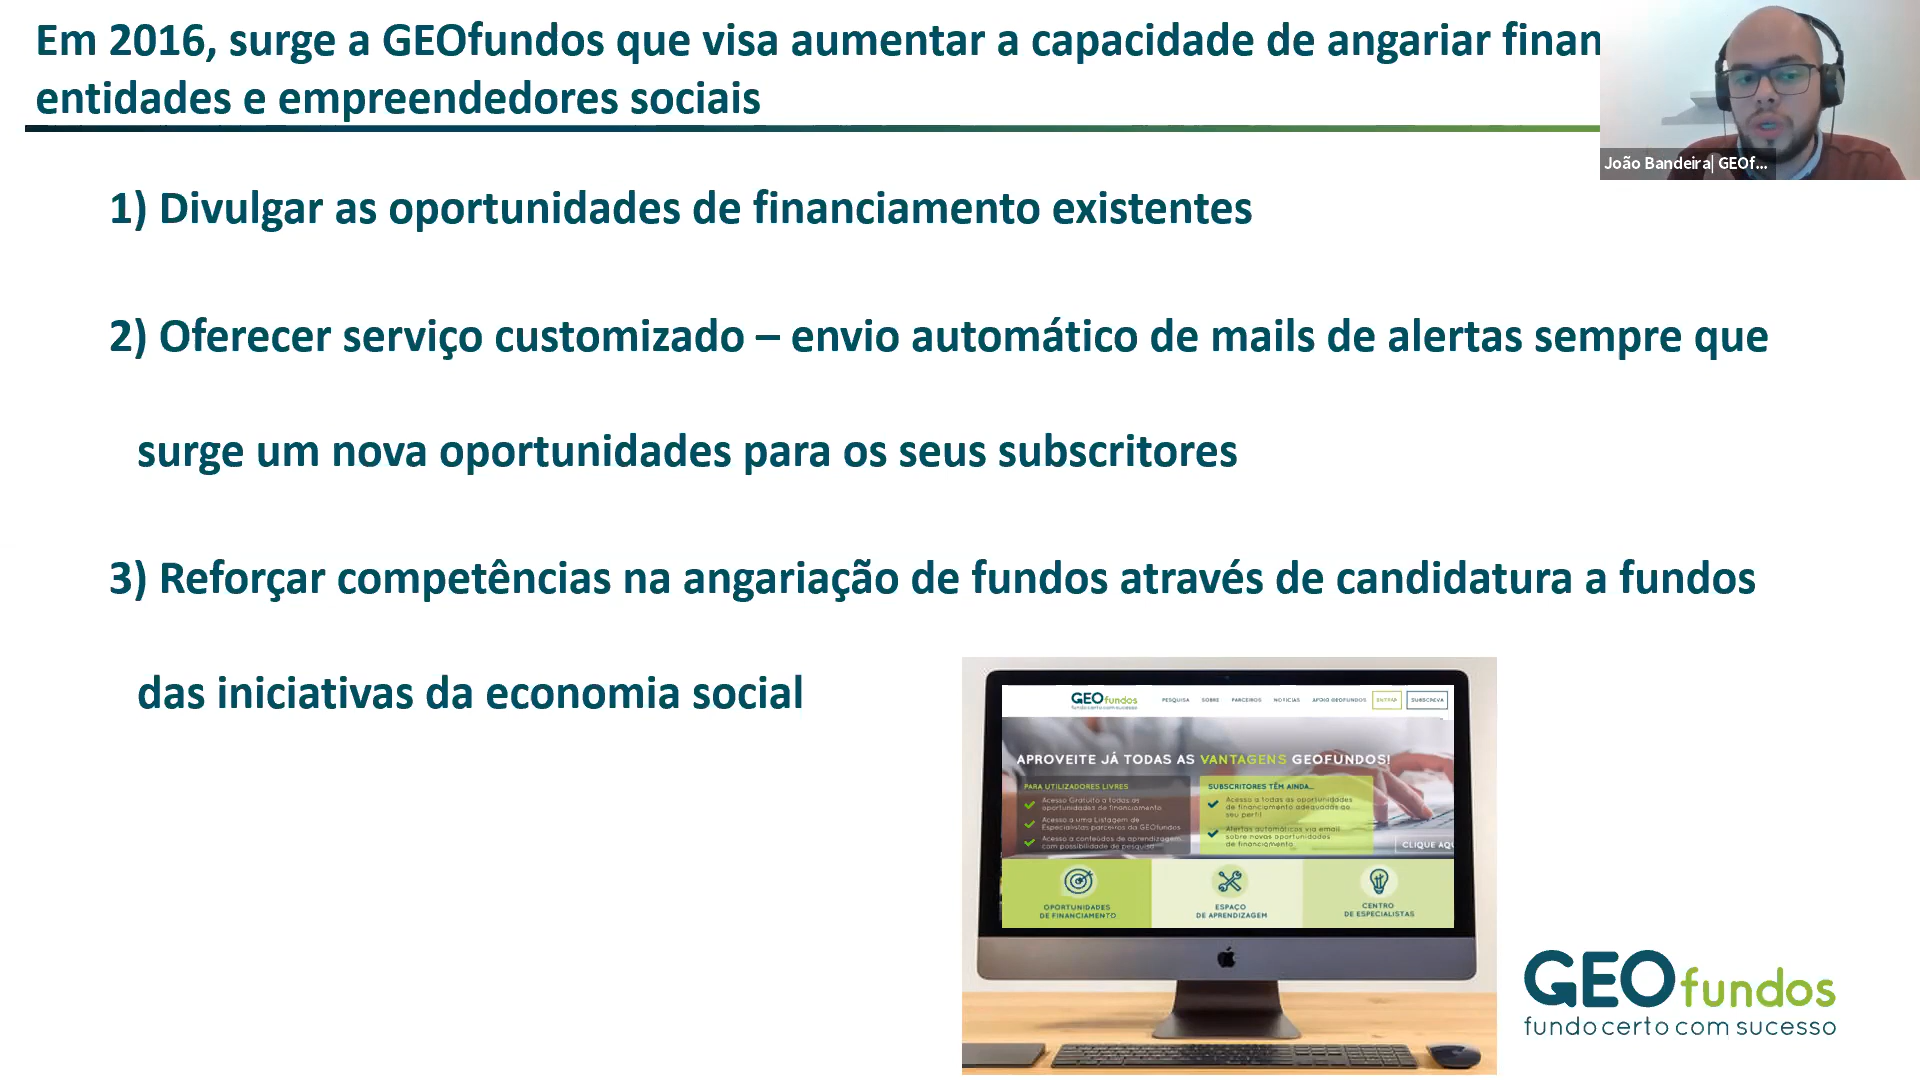 Em 2016, surge a GEOfundos que visa aumentar a capacidade de angariar finan
entidades e empreendedores sociais
João Bandeira| GEOf...
1) Divulgar as oportunidades de financiamento existentes
2) Oferecer serviço customizado – envio automático de mails de alertas sempre que
surge um nova oportunidades para os seus subscritores
3) Reforçar competências na angariação de fundos através de candidatura a fundos
das iniciativas da economia social
GEOfundos
fundo certo com sucesso
PESQUISA SOBRE PARCEIROS NOTÍCIAS APOIO GEOFUNDOS ENTRAR SUBSCREVA
APROVEITE JÁ TODAS AS VANTAGENS GEOFUNDOS!
PARA UTILIZADORES LIVRES
Acesso Gratuito a todas as
oportunidades de financiamento
Acesso a uma Listagem de
Especialistas parceiros da GEOfundos
Acesso a conteúdos de aprendizagem
com possibilidade de pesquisa
SUBSCRITORES TÊM AINDA...
Acesso a todas as oportunidades
de financiamento adequadas ao
seu perfil
Alertas automáticos via email
sobre novas oportunidades
de financiamento
CLIQUE AQU
OPORTUNIDADES
DE FINANCIAMENTO
ESPAÇO
DE APRENDIZAGEM
CENTRO
DE ESPECIALISTAS
GEOfundos
fundo certo com sucesso